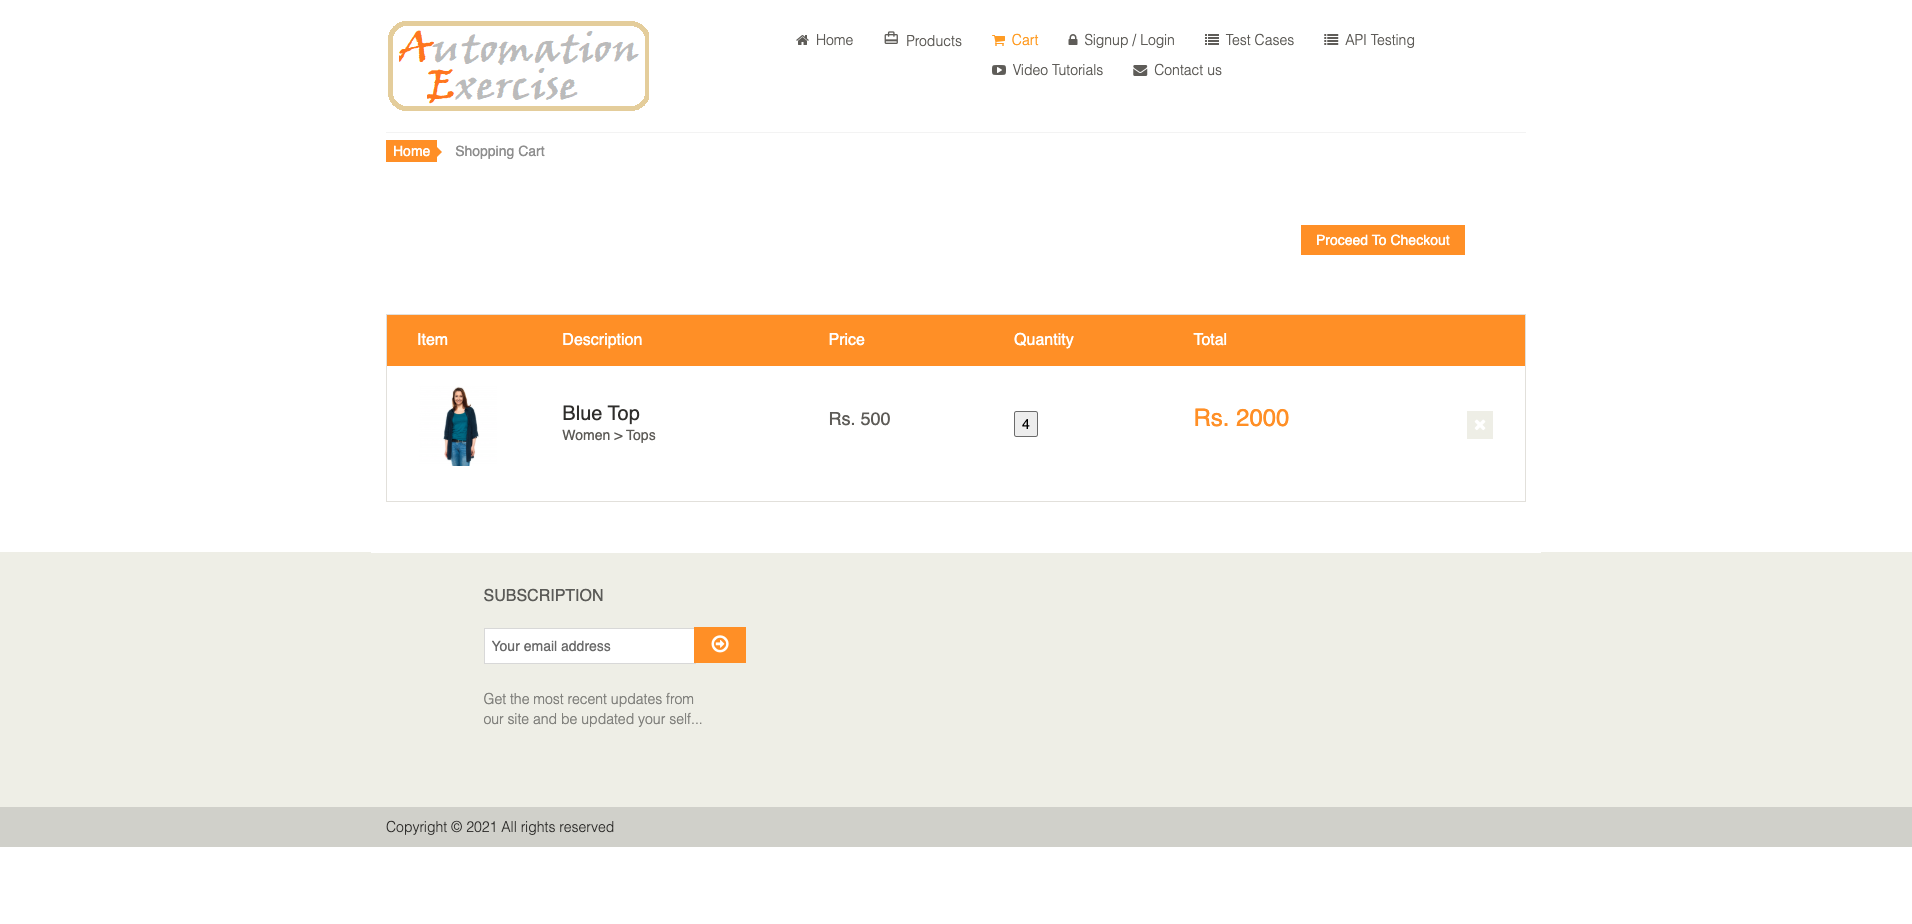 Automation
Exercise
Home
Products
Cart
Signup / Login
Test Cases
API Testing
Video Tutorials
Contact us
Home
Shopping Cart
Proceed To Checkout
Item Description Price Quantity Total
Blue Top
Women > Tops
Rs. 500
4
Rs. 2000
SUBSCRIPTION
Your email address
Get the most recent updates from
our site and be updated your self...
Copyright © 2021 All rights reserved